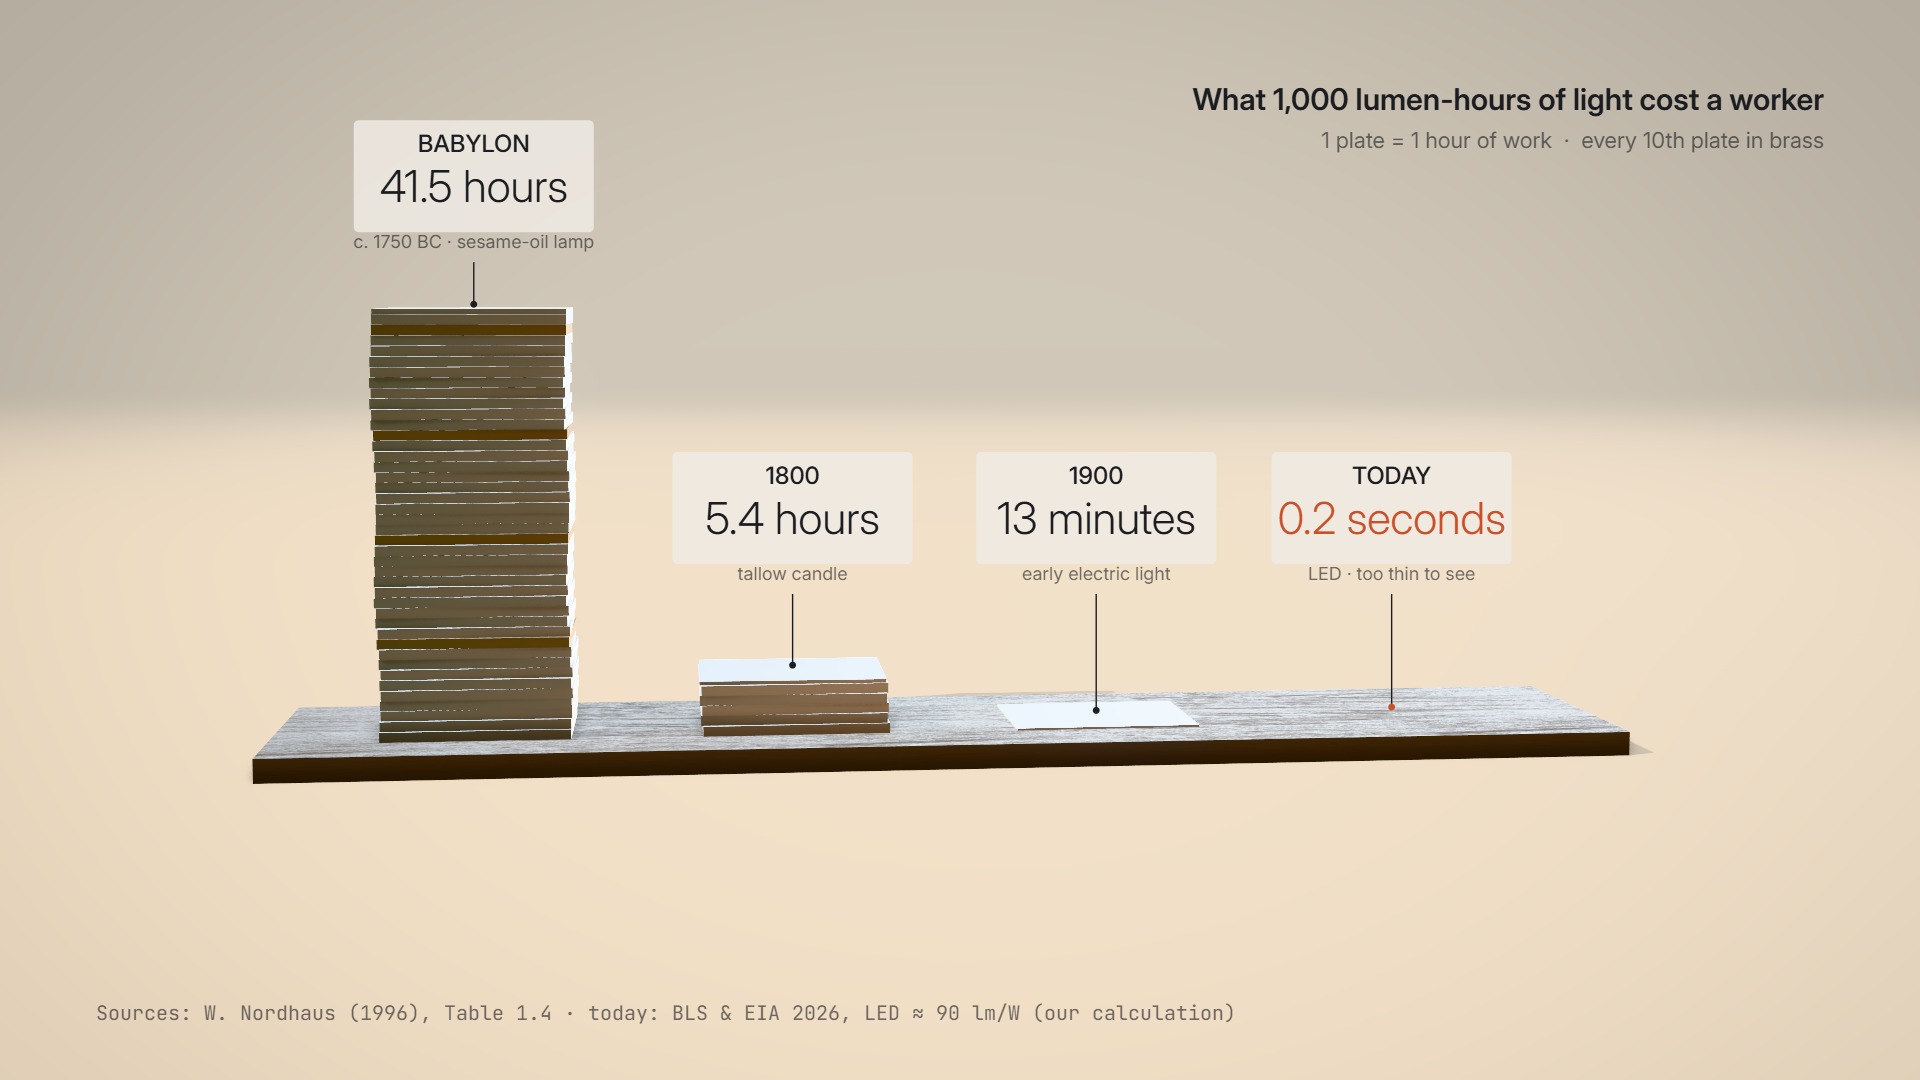 What 1,000 lumen-hours of light cost a worker
1 plate = 1 hour of work · every 10th plate in brass
BABYLON
41.5 hours
c. 1750 BC · sesame-oil lamp
1800
5.4 hours
tallow candle
1900
13 minutes
early electric light
TODAY
0.2 seconds
LED · too thin to see
Sources: W. Nordhaus (1996), Table 1.4 · today: BLS & EIA 2026, LED ≈ 90 lm/W (our calculation)